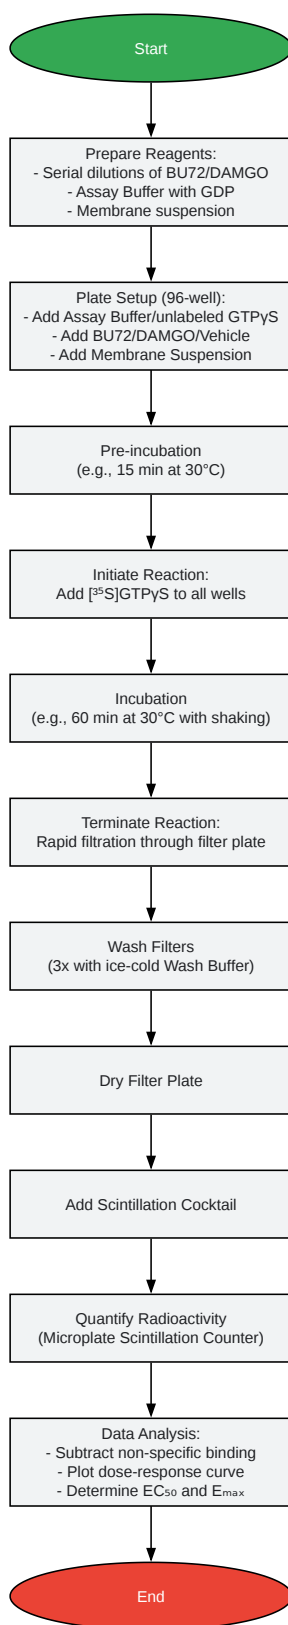 Start
Prepare Reagents:
- Serial dilutions of BU72/DAMGO
- Assay Buffer with GDP
- Membrane suspension
Plate Setup (96-well):
- Add Assay Buffer/unlabeled GTPγS
- Add BU72/DAMGO/Vehicle
- Add Membrane Suspension
Pre-incubation
(e.g., 15 min at 30°C)
Initiate Reaction:
Add [³⁵S]GTPγS to all wells
Incubation
(e.g., 60 min at 30°C with shaking)
Terminate Reaction:
Rapid filtration through filter plate
Wash Filters
(3x with ice-cold Wash Buffer)
Dry Filter Plate
Add Scintillation Cocktail
Quantify Radioactivity
(Microplate Scintillation Counter)
Data Analysis:
- Subtract non-specific binding
- Plot dose-response curve
- Determine EC₅₀ and Eₘₐₓ
End